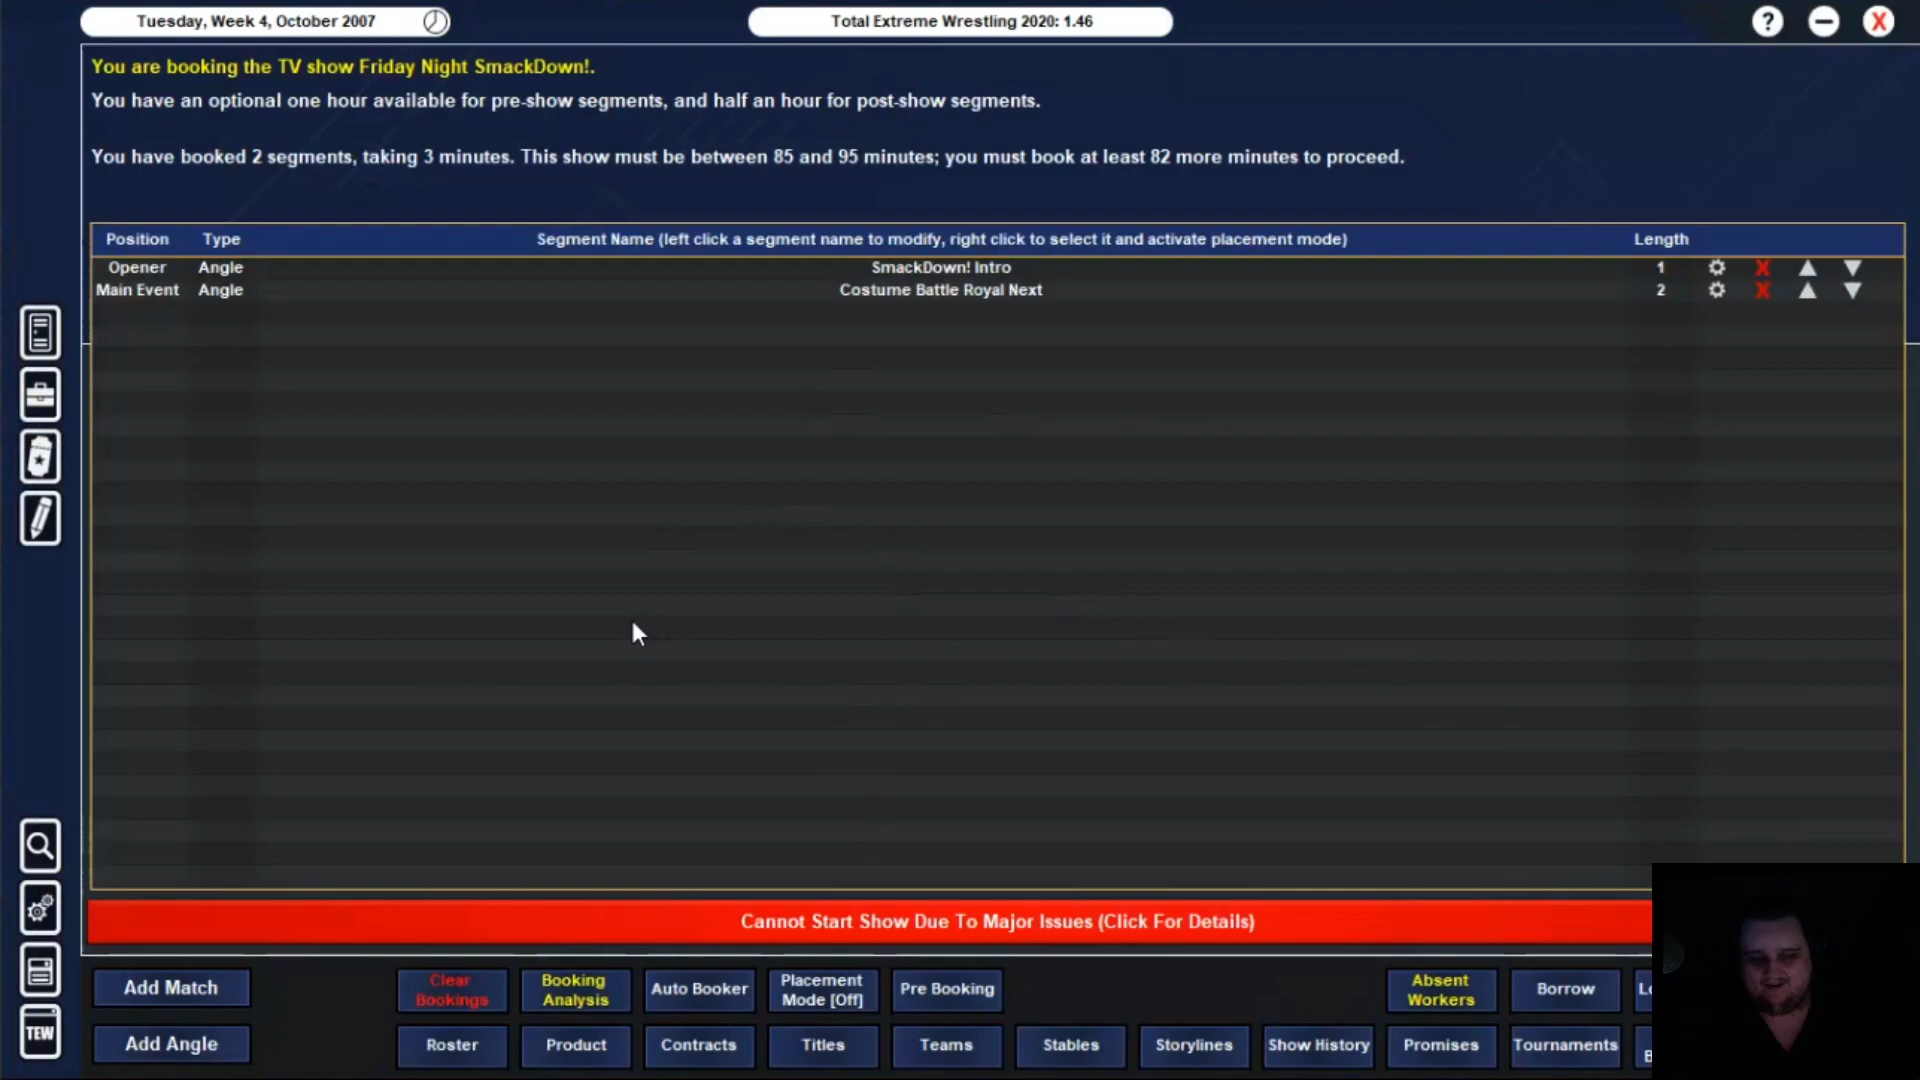 Tuesday, Week 4, October 2007
Total Extreme Wrestling 2020: 1.46
?
X
You are booking the TV show Friday Night SmackDown!.
You have an optional one hour available for pre-show segments, and half an hour for post-show segments.
You have booked 2 segments, taking 3 minutes. This show must be between 85 and 95 minutes; you must book at least 82 more minutes to proceed.
Position Type Segment Name (left click a segment name to modify, right click to select it and activate placement mode) Length
Opener Angle SmackDown! Intro 1 X
Main Event Angle Costume Battle Royal Next 2 X
Cannot Start Show Due To Major Issues (Click For Details)
Add Match
Clear Bookings
Booking Analysis
Auto Booker
Placement Mode [Off]
Pre Booking
Absent Workers
Borrow
TEW
Add Angle
Roster
Product
Contracts
Titles
Teams
Stables
Storylines
Show History
Promises
Tournaments